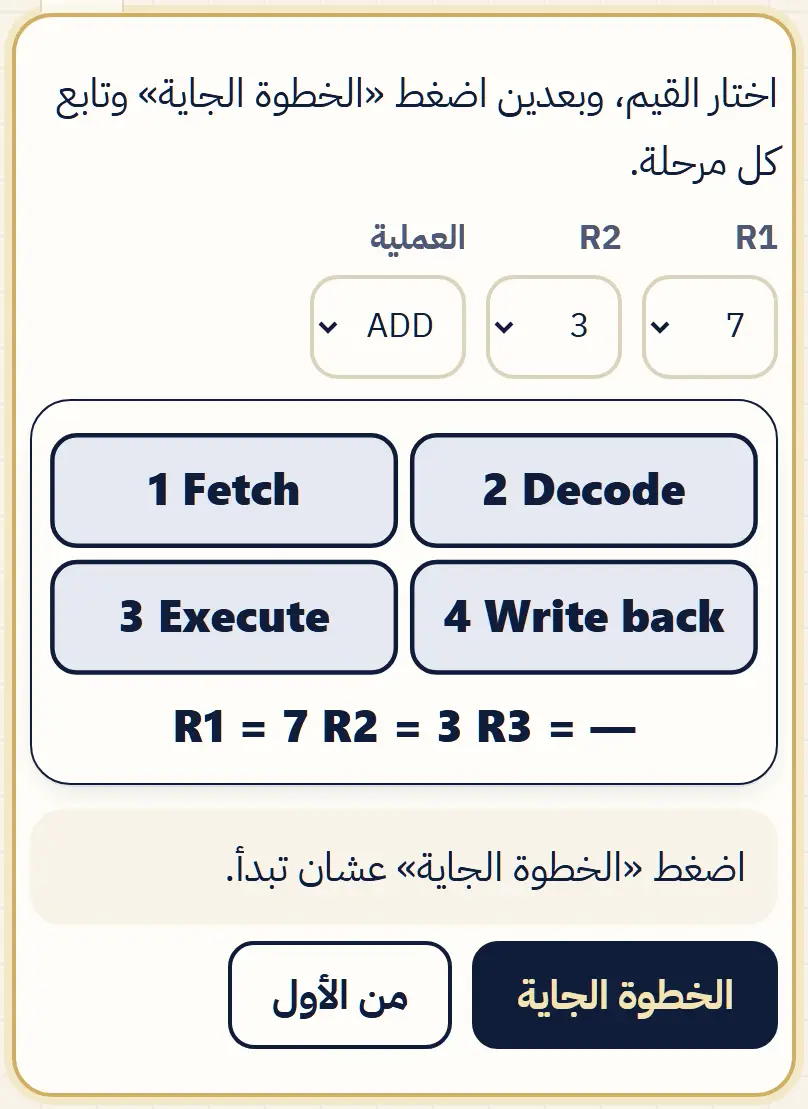 اختار القيم، وبعدين اضغط «الخطوة الجاية» وتابع
كل مرحلة.
R1 R2 العملية
7 3 ADD
1 Fetch 2 Decode
3 Execute 4 Write back
R1 = 7 R2 = 3 R3 = —
اضغط «الخطوة الجاية» عشان تبدأ.
الخطوة الجاية من الأول